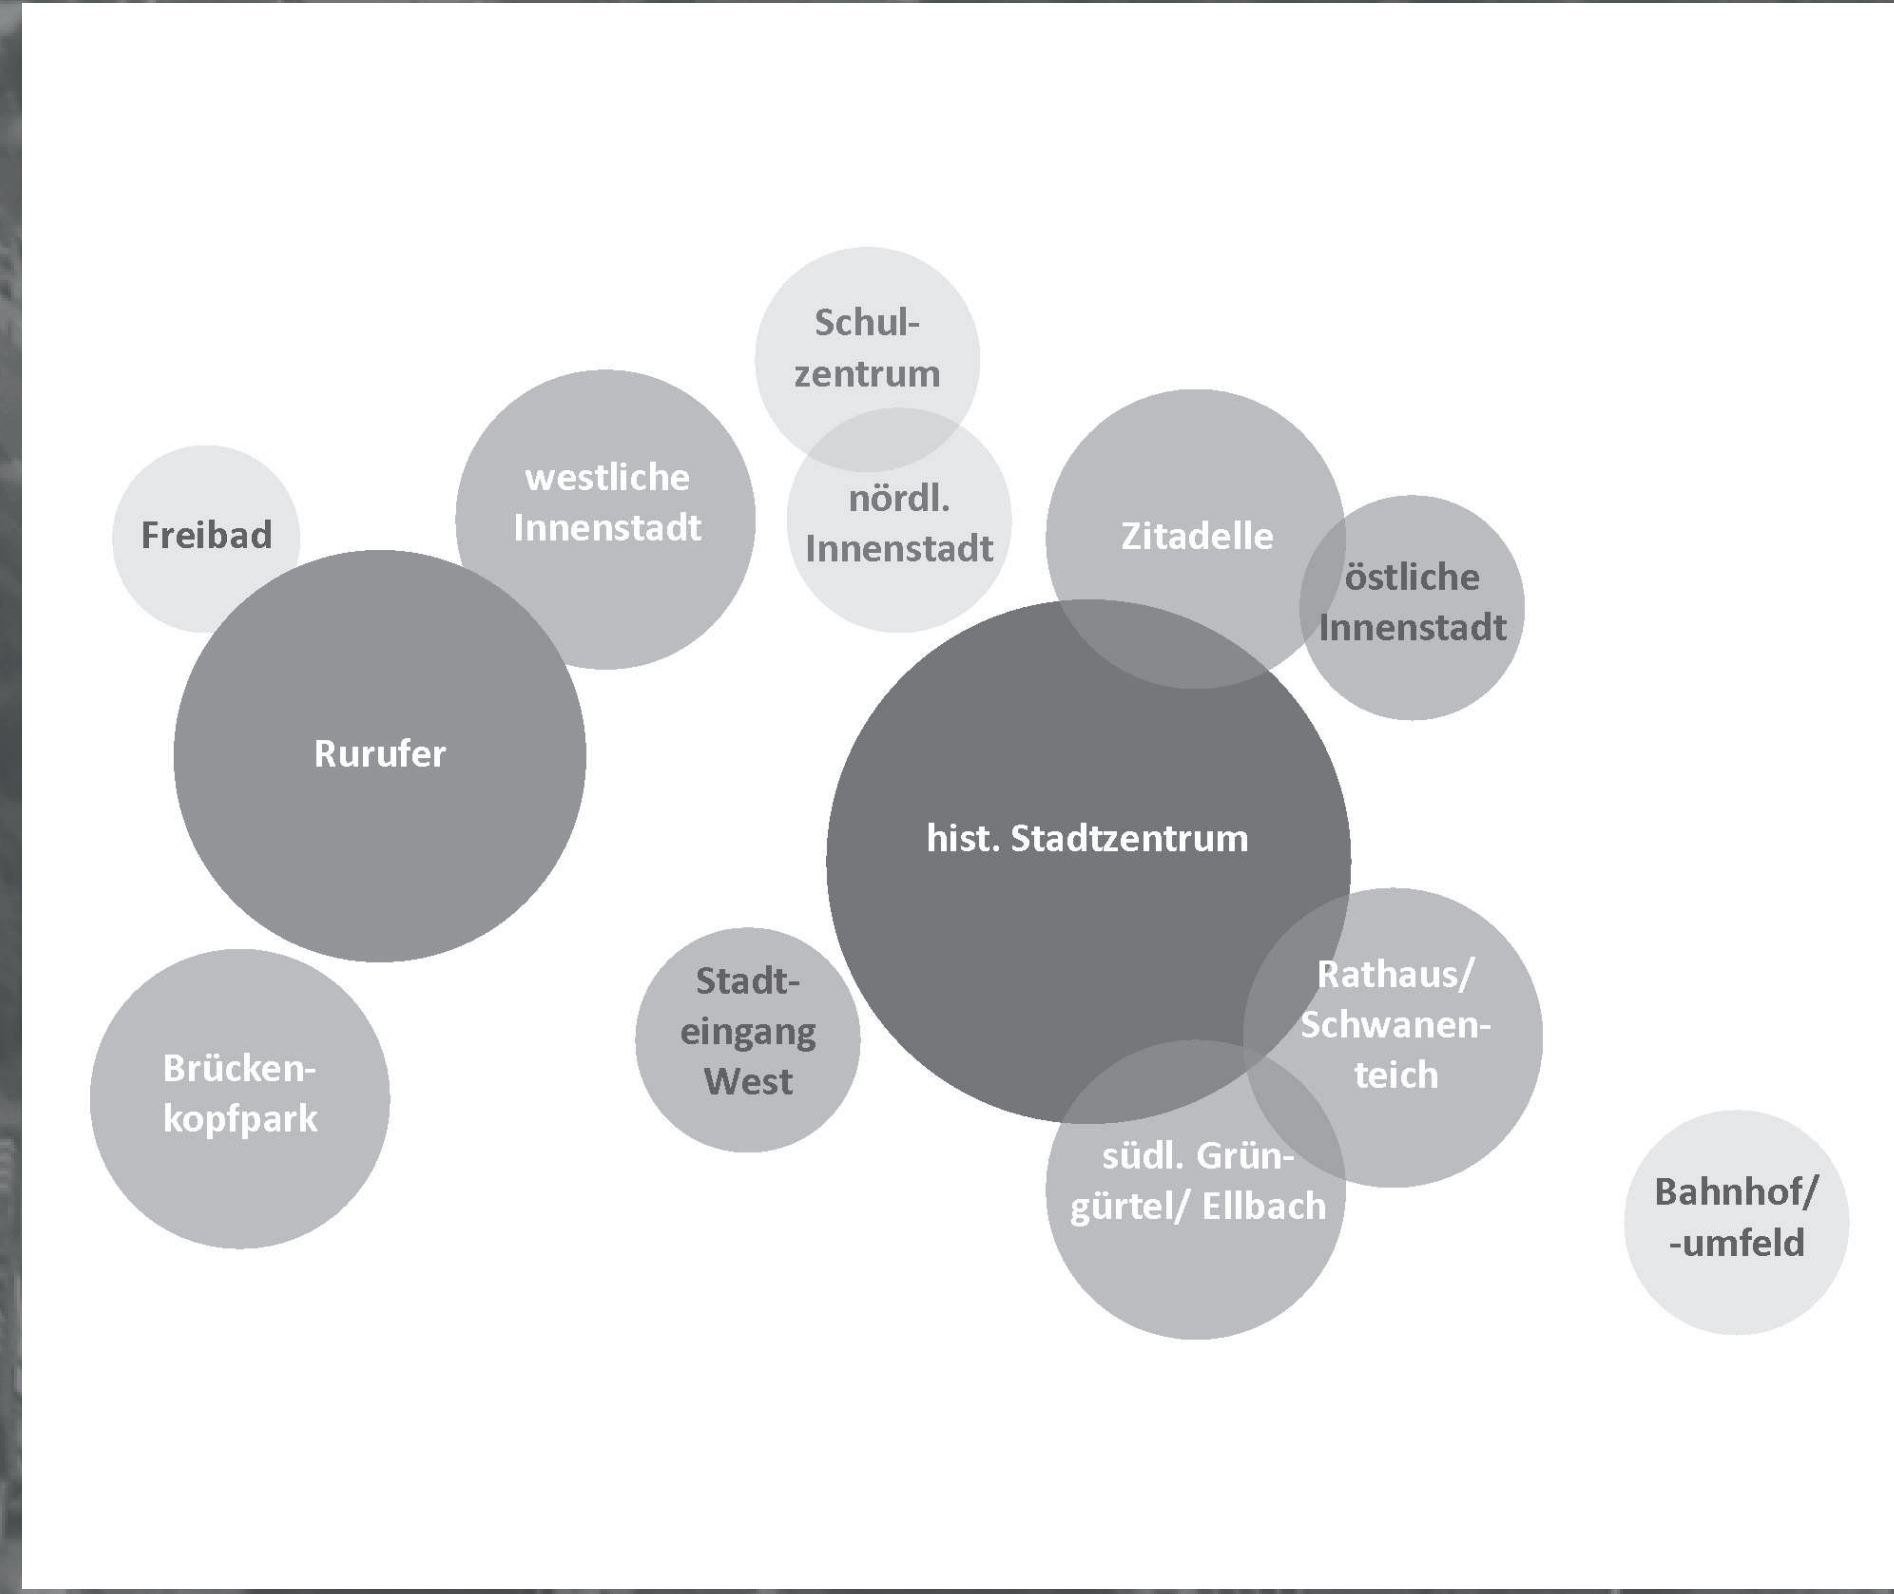 Schul-
zentrum
westliche
Innenstadt
nördl.
Innenstadt
Freibad
Zitadelle
östliche
Innenstadt
Rurufer
hist. Stadtzentrum
Stadt-
eingang
West
Rathaus/
Schwanen-
teich
Brücken-
kopfpark
südl. Grün-
gürtel/ Ellbach
Bahnhof/
-umfeld